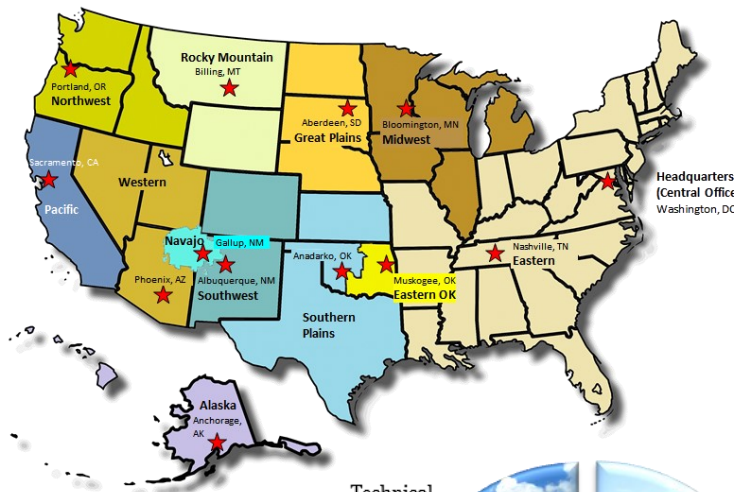 Rocky Mountain
Billing, MT
Portland, OR
Northwest
Aberdeen, SD
Great Plains
Bloomington, MN
Midwest
Sacramento, CA
Pacific
Western
Headquarters
(Central Office
Washington, DC
Navajo
Gallup, NM
Anadarko, OK
Nashville, TN
Eastern
Phoenix, AZ
Albuquerque, NM
Southwest
Muskogee, OK
Eastern OK
Southern
Plains
Alaska
Anchorage,
AK
Technical